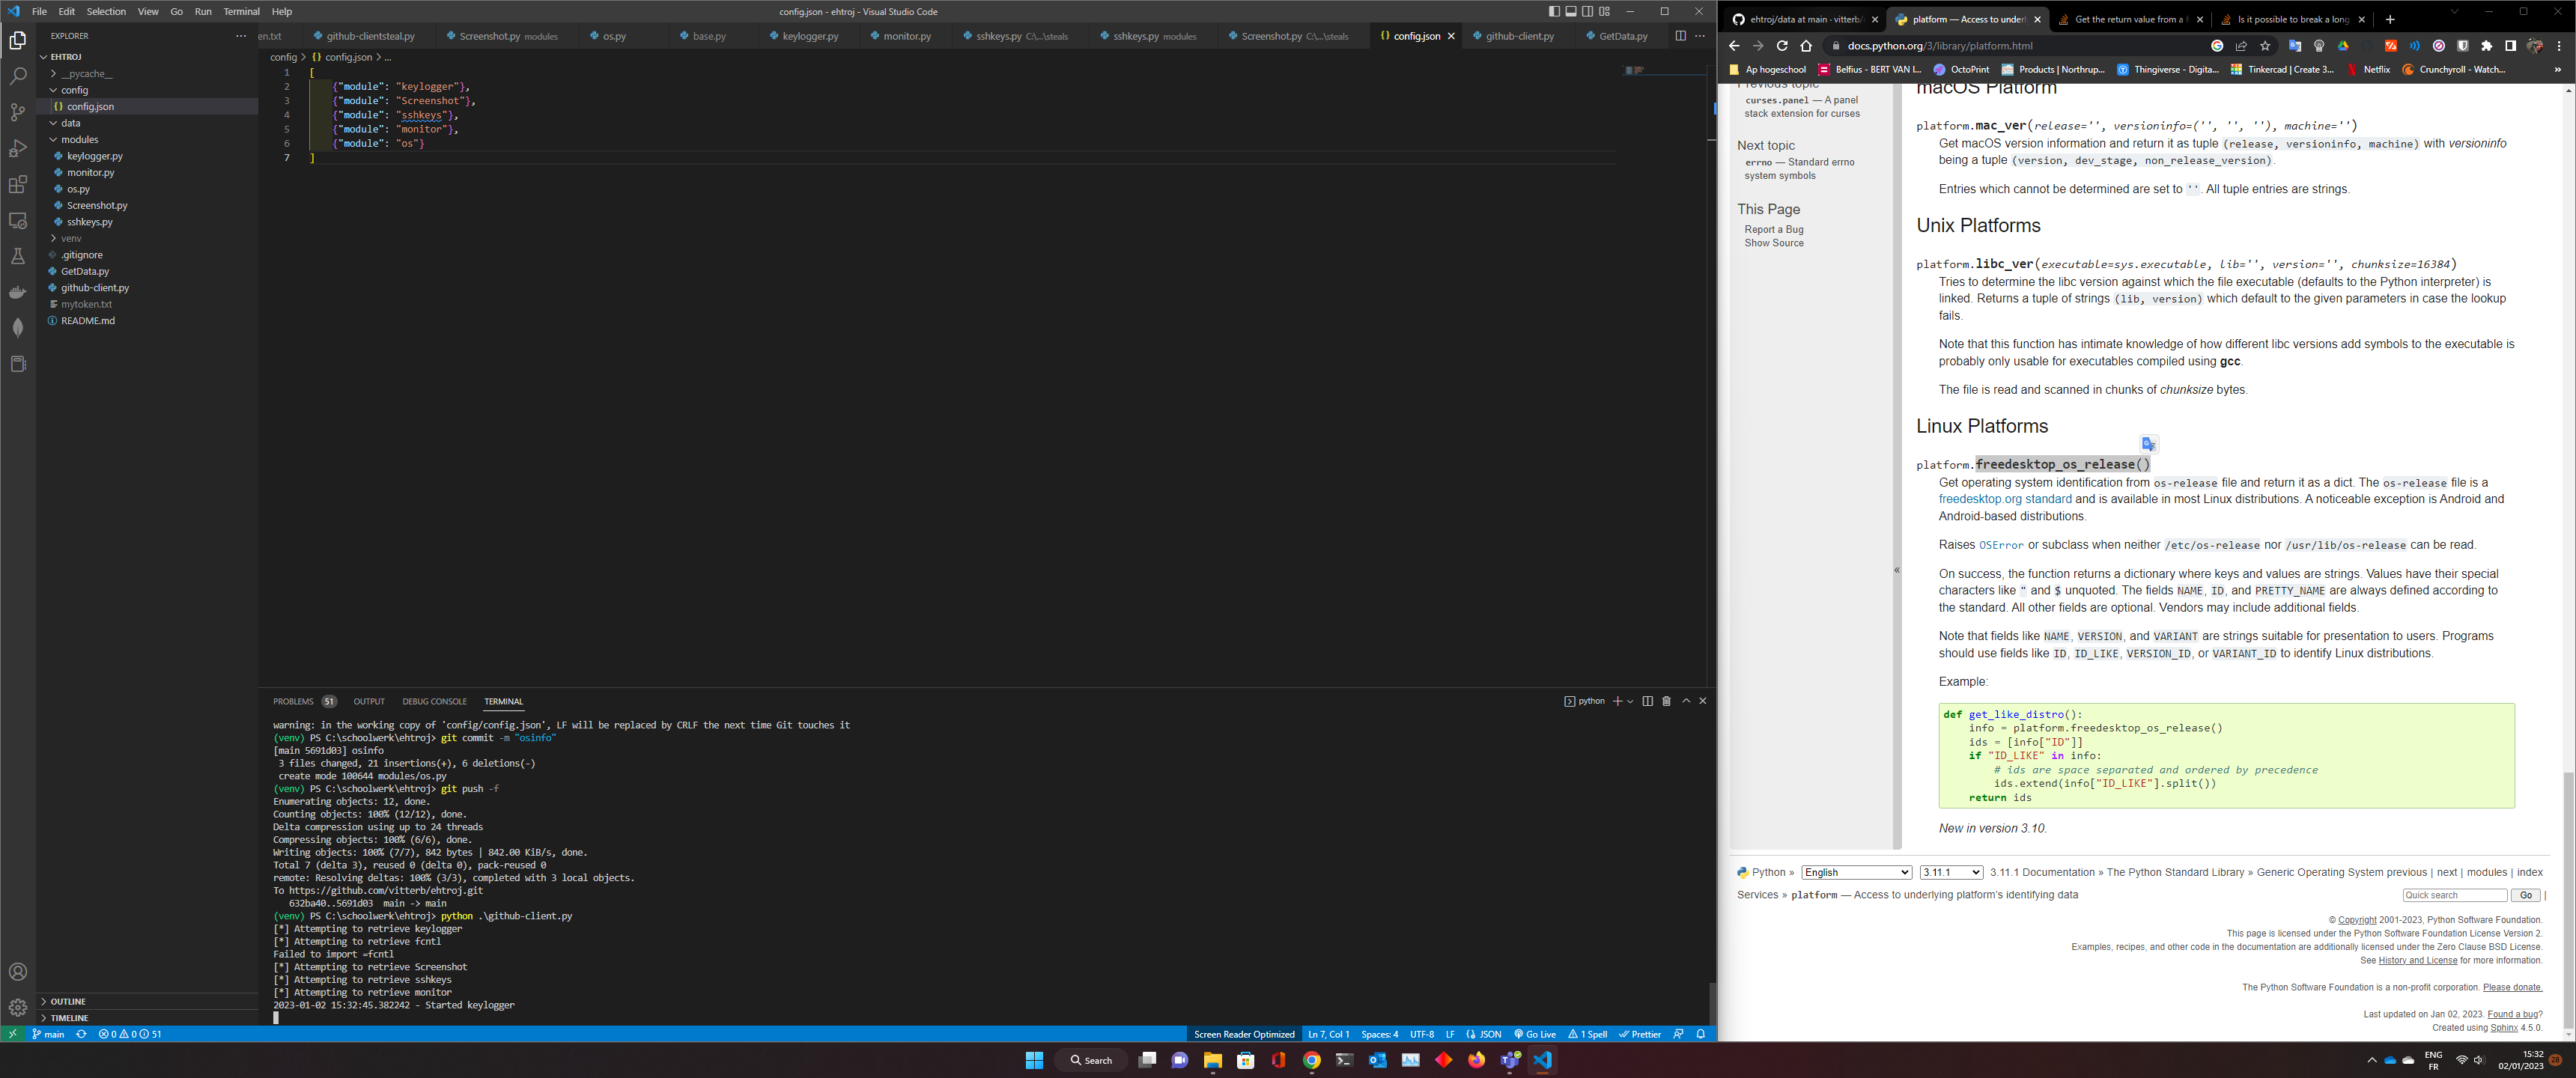 File Edit Selection View Go Run Terminal Help
config.json - ehtroj - Visual Studio Code
EXPLORER
EHTROJ
__pycache__
config
config.json
data
modules
keylogger.py
monitor.py
os.py
Screenshot.py
sshkeys.py
venv
.gitignore
GetData.py
github-client.py
mytoken.txt
README.md
OUTLINE
TIMELINE
en.txt github-clientsteal.py Screenshot.py modules os.py base.py keylogger.py monitor.py sshkeys.py C:\...\steals sshkeys.py modules Screenshot.py C:\...\steals config.json github-client.py GetData.py
config > config.json > ...
1 [
2 {"module": "keylogger"},
3 {"module": "Screenshot"},
4 {"module": "sshkeys"},
5 {"module": "monitor"},
6 {"module": "os"}
7 ]
PROBLEMS 51 OUTPUT DEBUG CONSOLE TERMINAL python
warning: in the working copy of 'config/config.json', LF will be replaced by CRLF the next time Git touches it
(venv) PS C:\schoolwerk\ehtroj> git commit -m "osinfo"
[main 5691d03] osinfo
3 files changed, 21 insertions(+), 6 deletions(-)
create mode 100644 modules/os.py
(venv) PS C:\schoolwerk\ehtroj> git push -f
Enumerating objects: 12, done.
Counting objects: 100% (12/12), done.
Delta compression using up to 24 threads
Compressing objects: 100% (6/6), done.
Writing objects: 100% (7/7), 842 bytes | 842.00 KiB/s, done.
Total 7 (delta 3), reused 0 (delta 0), pack-reused 0
remote: Resolving deltas: 100% (3/3), completed with 3 local objects.
To https://github.com/vitterb/ehtroj.git
632ba40..5691d03 main -> main
(venv) PS C:\schoolwerk\ehtroj> python .\github-client.py
[*] Attempting to retrieve keylogger
[*] Attempting to retrieve fcntl
Failed to import =fcntl
[*] Attempting to retrieve Screenshot
[*] Attempting to retrieve sshkeys
[*] Attempting to retrieve monitor
2023-01-02 15:32:45.382242 - Started keylogger
main 0 0 51
Screen Reader Optimized Ln 7, Col 1 Spaces: 4 UTF-8 LF JSON Go Live 1 Spell Prettier
ehtroj/data at main · vitterb/ platform — Access to underl Get the return value from a f Is it possible to break a long
docs.python.org/3/library/platform.html
Ap hogeschool Belfius - BERT VAN I... OctoPrint Products | Northrup... Thingiverse - Digita... Tinkercad | Create 3... Netflix Crunchyroll - Watch... »
Previous topic
curses.panel — A panel
stack extension for curses
Next topic
errno — Standard errno
system symbols
This Page
Report a Bug
Show Source
«
macOS Platform
platform.mac_ver(release='', versioninfo=('', '', ''), machine='')
Get macOS version information and return it as tuple (release, versioninfo, machine) with versioninfo
being a tuple (version, dev_stage, non_release_version).
Entries which cannot be determined are set to ''. All tuple entries are strings.
Unix Platforms
platform.libc_ver(executable=sys.executable, lib='', version='', chunksize=16384)
Tries to determine the libc version against which the file executable (defaults to the Python interpreter) is
linked. Returns a tuple of strings (lib, version) which default to the given parameters in case the lookup
fails.
Note that this function has intimate knowledge of how different libc versions add symbols to the executable is
probably only usable for executables compiled using gcc.
The file is read and scanned in chunks of chunksize bytes.
Linux Platforms
platform.freedesktop_os_release()
Get operating system identification from os-release file and return it as a dict. The os-release file is a
freedesktop.org standard and is available in most Linux distributions. A noticeable exception is Android and
Android-based distributions.
Raises OSError or subclass when neither /etc/os-release nor /usr/lib/os-release can be read.
On success, the function returns a dictionary where keys and values are strings. Values have their special
characters like " and $ unquoted. The fields NAME, ID, and PRETTY_NAME are always defined according to
the standard. All other fields are optional. Vendors may include additional fields.
Note that fields like NAME, VERSION, and VARIANT are strings suitable for presentation to users. Programs
should use fields like ID, ID_LIKE, VERSION_ID, or VARIANT_ID to identify Linux distributions.
Example:
def get_like_distro():
info = platform.freedesktop_os_release()
ids = [info["ID"]]
if "ID_LIKE" in info:
# ids are space separated and ordered by precedence
ids.extend(info["ID_LIKE"].split())
return ids
New in version 3.10.
Python » English 3.11.1 3.11.1 Documentation » The Python Standard Library » Generic Operating System previous | next | modules | index
Services » platform — Access to underlying platform's identifying data Quick search Go |
© Copyright 2001-2023, Python Software Foundation.
This page is licensed under the Python Software Foundation License Version 2.
Examples, recipes, and other code in the documentation are additionally licensed under the Zero Clause BSD License.
See History and License for more information.
The Python Software Foundation is a non-profit corporation. Please donate.
Last updated on Jan 02, 2023. Found a bug?
Created using Sphinx 4.5.0.
Search
ENG
FR
15:32
02/01/2023
28